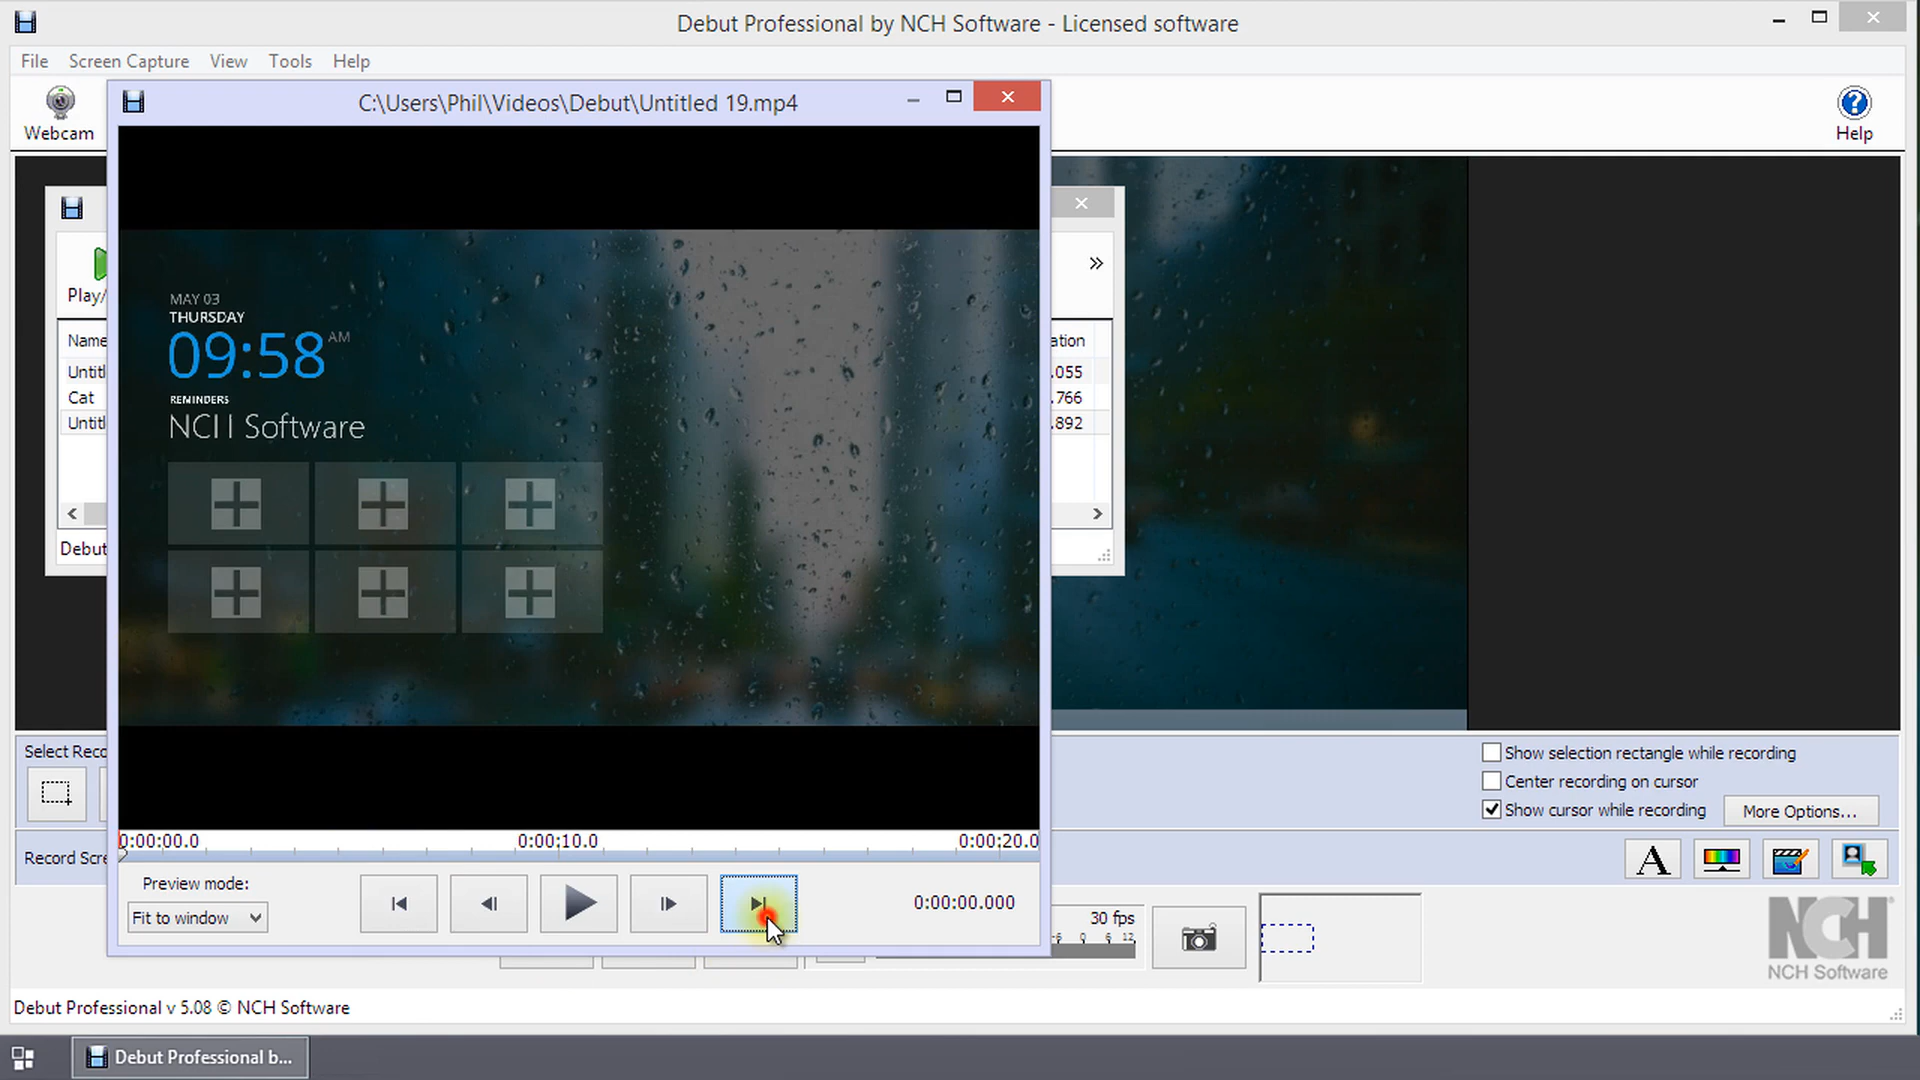 Debut Professional by NCH Software - Licensed software
File Screen Capture View Tools Help
C:\Users\Phil\Videos\Debut\Untitled 19.mp4
Webcam
Help
MAY 03
THURSDAY
09:58 AM
REMINDERS
NCH Software
Play/
Name
Untitl
Cat
Untitl
Debut
ation
.055
.766
.892
Select Reco
Show selection rectangle while recording
Center recording on cursor
Show cursor while recording
More Options...
Record Scre
0:00:00.0 0:00:10.0 0:00:20.0
Preview mode:
Fit to window
0:00:00.000
30 fps
-6 0 6 12
A
NCH
NCH Software
Debut Professional v 5.08 © NCH Software
Debut Professional b...